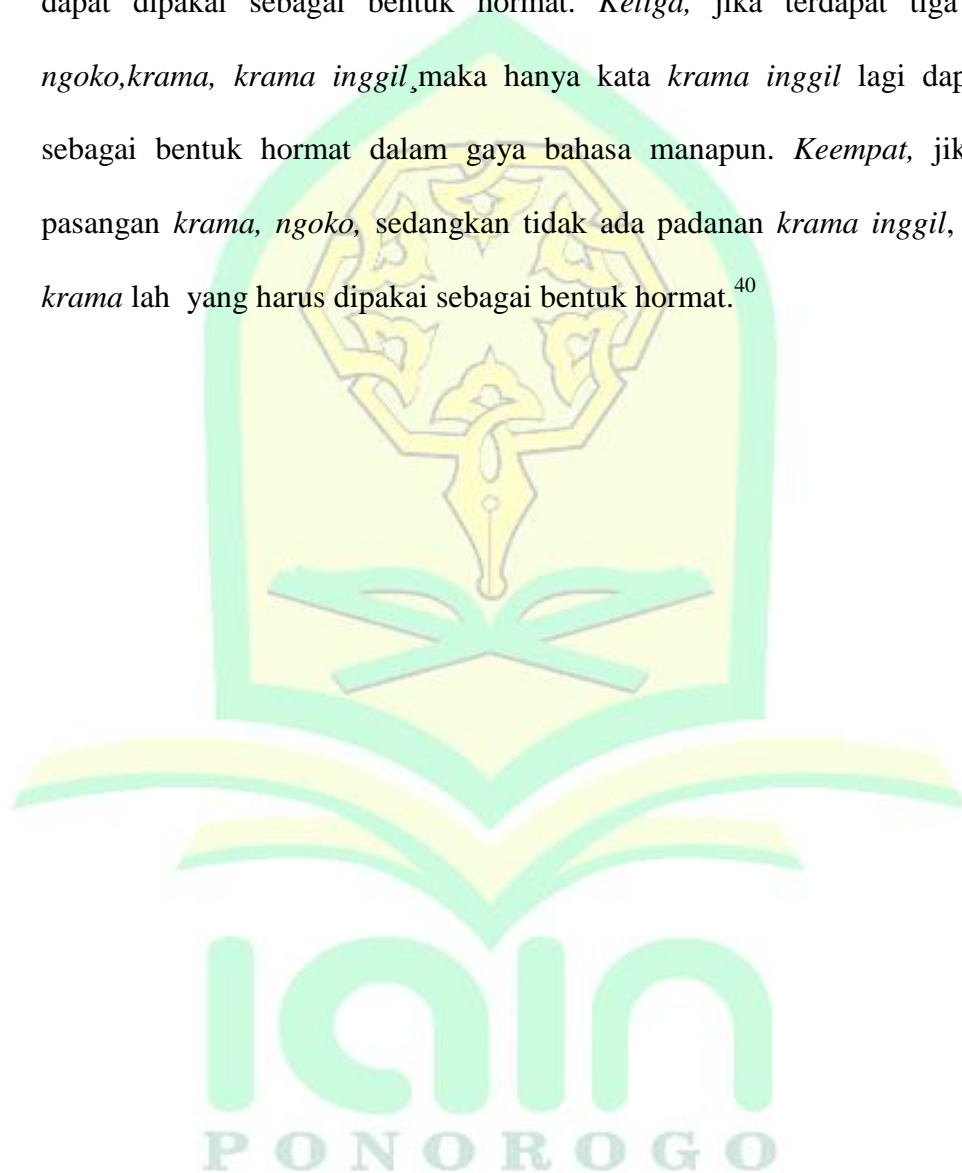 dapat dipakai sebagai bentuk hormat. Ketiga, jika terdapat tiga
ngoko,krama, krama inggil¸maka hanya kata krama inggil lagi dap
sebagai bentuk hormat dalam gaya bahasa manapun. Keempat, jik
pasangan krama, ngoko, sedangkan tidak ada padanan krama inggil,
krama lah yang harus dipakai sebagai bentuk hormat.40
iain
PONOROGO